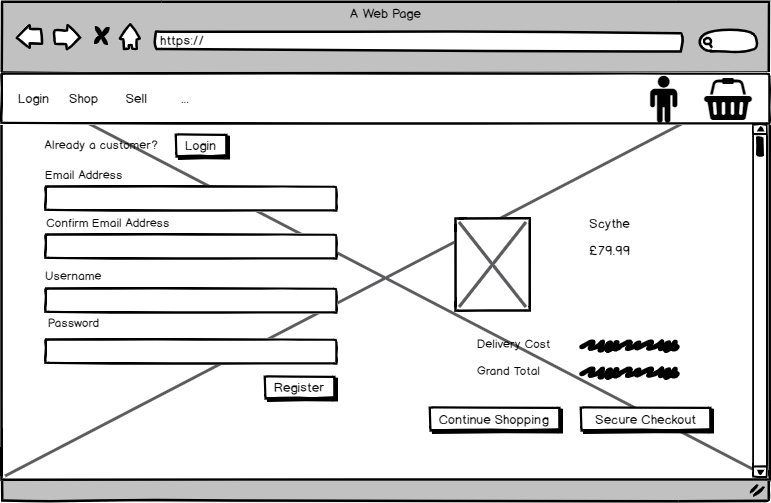 A Web Page
https://
Login Shop Sell ...
Already a customer? Login
Email Address
Confirm Email Address
Username
Password
Register
Scythe
£79.99
Delivery Cost
Grand Total
Continue Shopping Secure Checkout